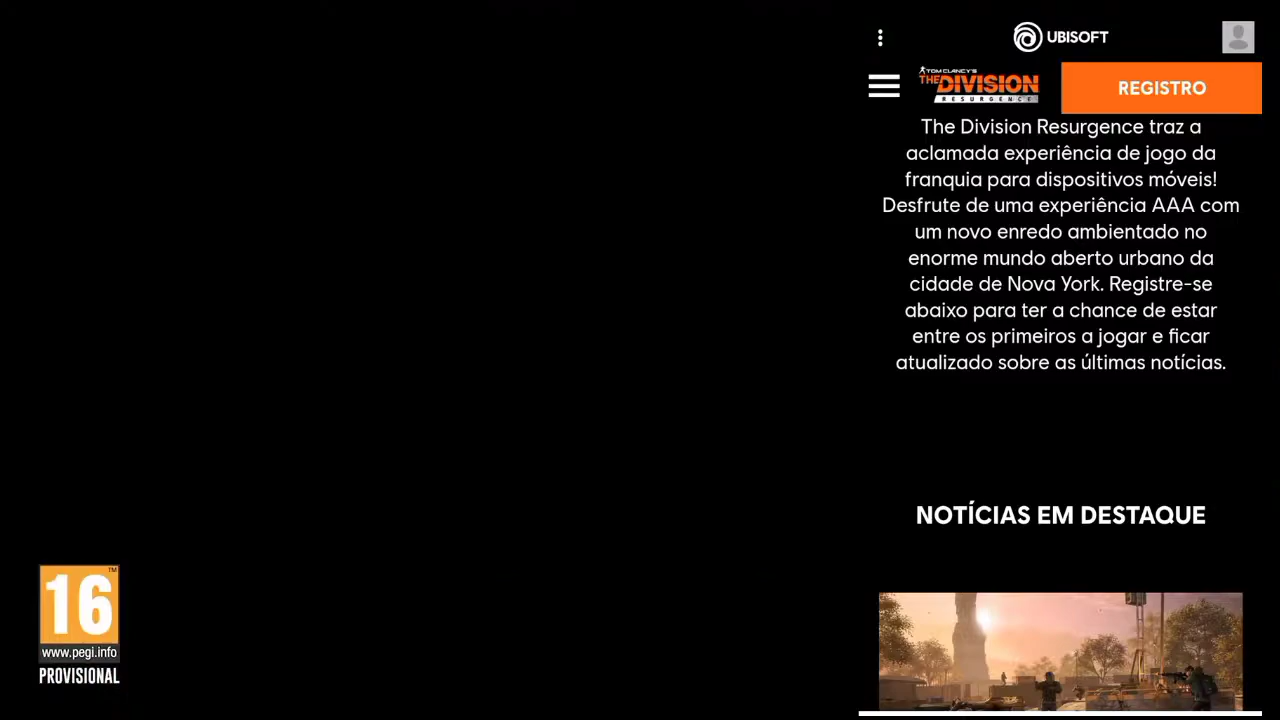 UBISOFT
TOM CLANCY'S
THE DIVISION
RESURGENCE
REGISTRO
The Division Resurgence traz a
aclamada experiência de jogo da
franquia para dispositivos móveis!
Desfrute de uma experiência AAA com
um novo enredo ambientado no
enorme mundo aberto urbano da
cidade de Nova York. Registre-se
abaixo para ter a chance de estar
entre os primeiros a jogar e ficar
atualizado sobre as últimas notícias.
NOTÍCIAS EM DESTAQUE
16 TM
www.pegi.info
PROVISIONAL